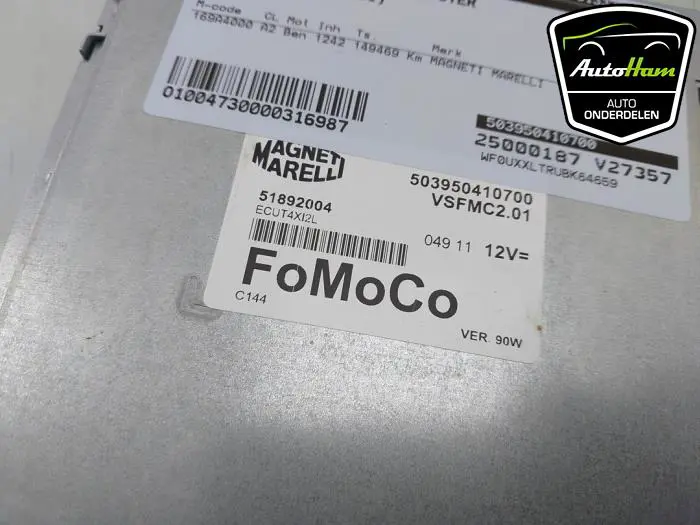 M-code CL Mot Inh Ts. Merk
169A4000 A2 Ben 1242 149469 Km MAGNETI MARELLI
01004730000316987
503950410700
25000187 V27357
WF0UXXLTRUBK64659
AutoHam
AUTO
ONDERDELEN
MAGNETI
MARELLI
503950410700
VSFMC2.01
51892004
ECUT4XI2L
049 11 12V=
FoMoCo
C144
VER. 90W